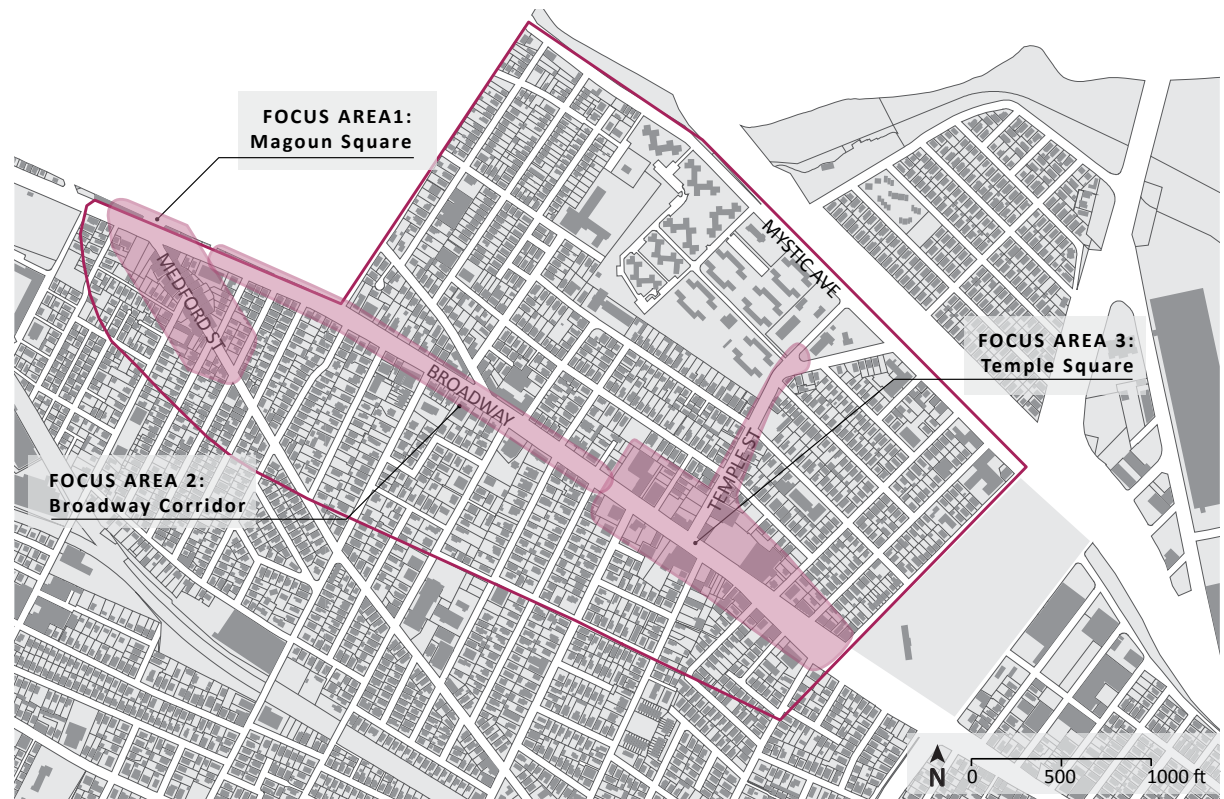 FOCUS AREA1:
Magoun Square
MEDFORD ST
MYSTIC AVE
FOCUS AREA 3:
Temple Square
BROADWAY
TEMPLE ST
FOCUS AREA 2:
Broadway Corridor
N
0 500 1000 ft